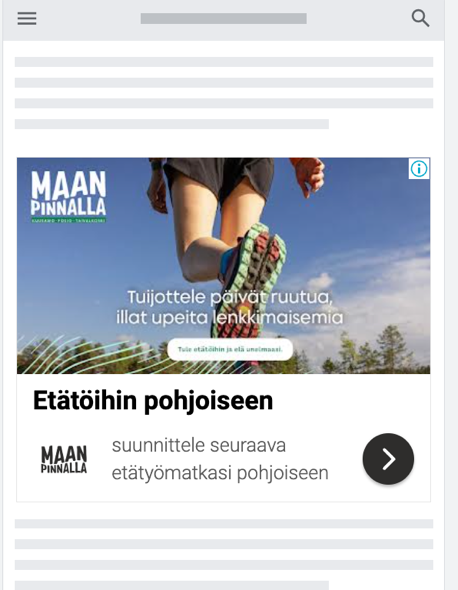 MAAN
PINNALLA
Tuijottele päivät ruutua,
illat upeita lenkkimaisemia
Tule etätöihin ja elä unelmaasi.
Etätöihin pohjoiseen
MAAN
PINNALLA
suunnittele seuraava
etätyömatkasi pohjoiseen